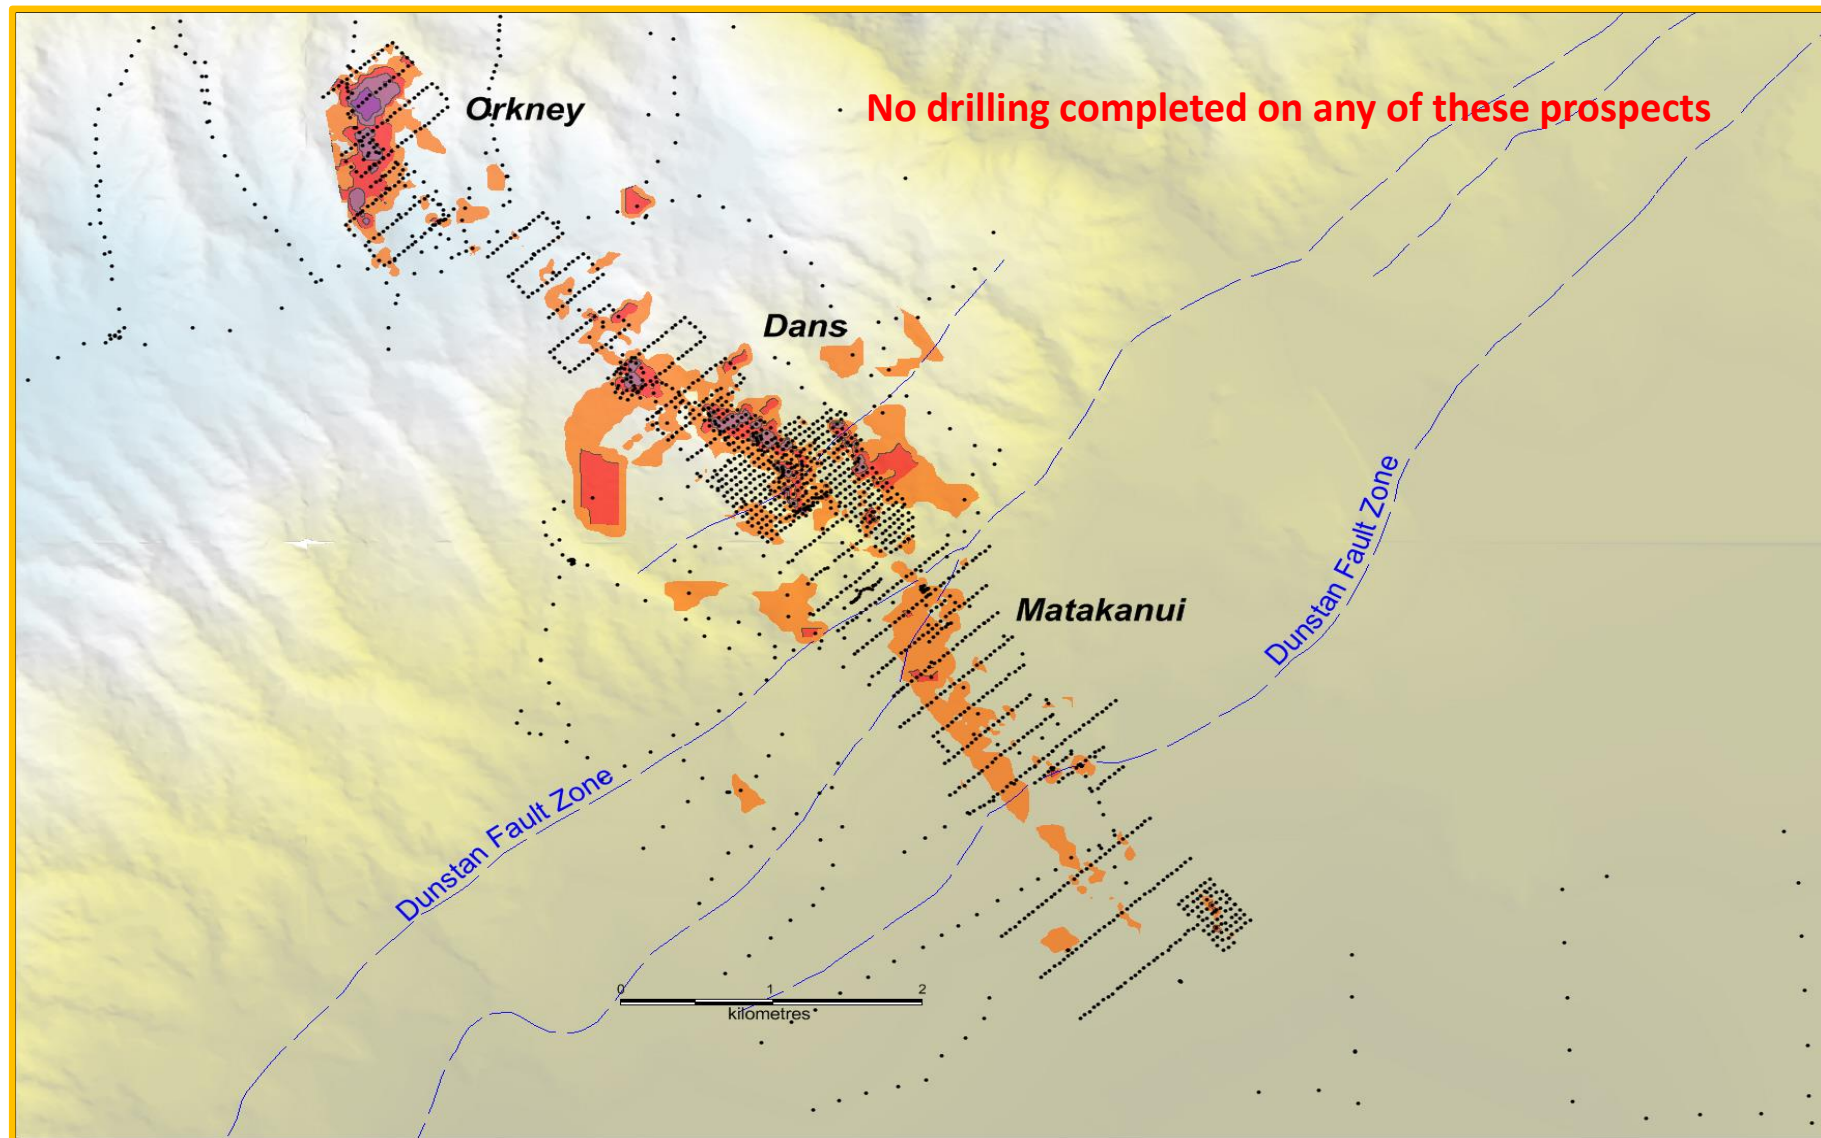 Orkney
No drilling completed on any of these prospects
Dans
Matakanui
Dunstan Fault Zone
Dunstan Fault Zone
0 1 2
kilometres